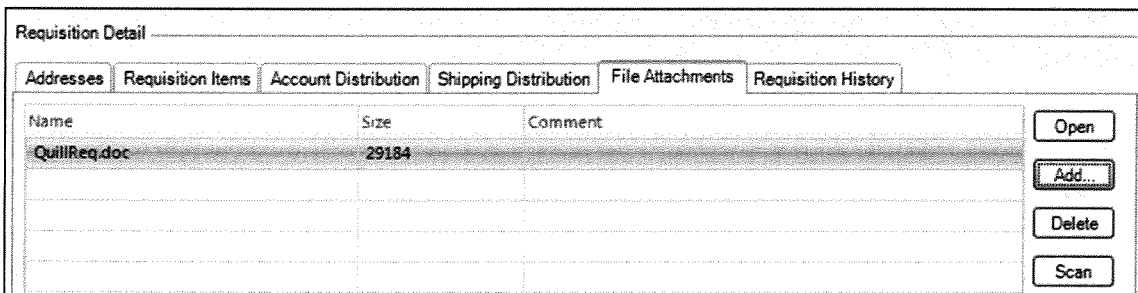 Requisition Detail
Addresses Requisition Items Account Distribution Shipping Distribution File Attachments Requisition History
Name Size Comment
QuillReq.doc 29184
Open
Add...
Delete
Scan